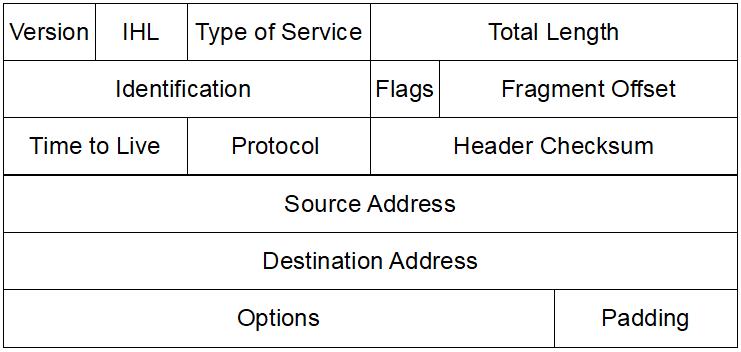 Version IHL Type of Service Total Length
Identification Flags Fragment Offset
Time to Live Protocol Header Checksum
Source Address
Destination Address
Options Padding